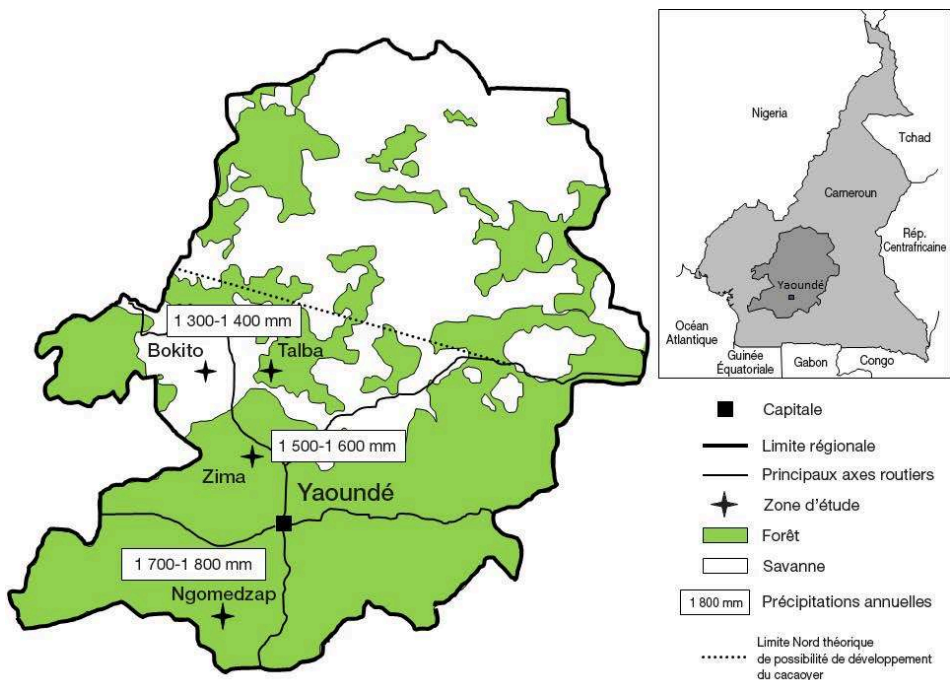 1 300-1 400 mm
Bokito
Talba
1 500-1 600 mm
Zima
Yaoundé
1 700-1 800 mm
Ngomedzap
Nigeria
Tchad
Cameroun
Rép.
Centrafricaine
Yaoundé
Océan
Atlantique
Guinée
Équatoriale
Gabon
Congo
Capitale
Limite régionale
Principaux axes routiers
Zone d'étude
Forêt
Savanne
1 800 mm
Précipitations annuelles
Limite Nord théorique
de possibilité de développement
du cacaoyer